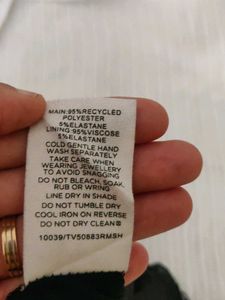 MAIN: 95% RECYCLED
POLYESTER
5% ELASTANE
LINING: 95% VISCOSE
5% ELASTANE
COLD GENTLE HAND
WASH SEPARATELY
TAKE CARE WHEN
WEARING JEWELLERY
TO AVOID SNAGGING
DO NOT BLEACH, SOAK,
RUB OR WRING
LINE DRY IN SHADE
DO NOT TUMBLE DRY
COOL IRON ON REVERSE
DO NOT DRY CLEAN®
10039/TV50883RMSH